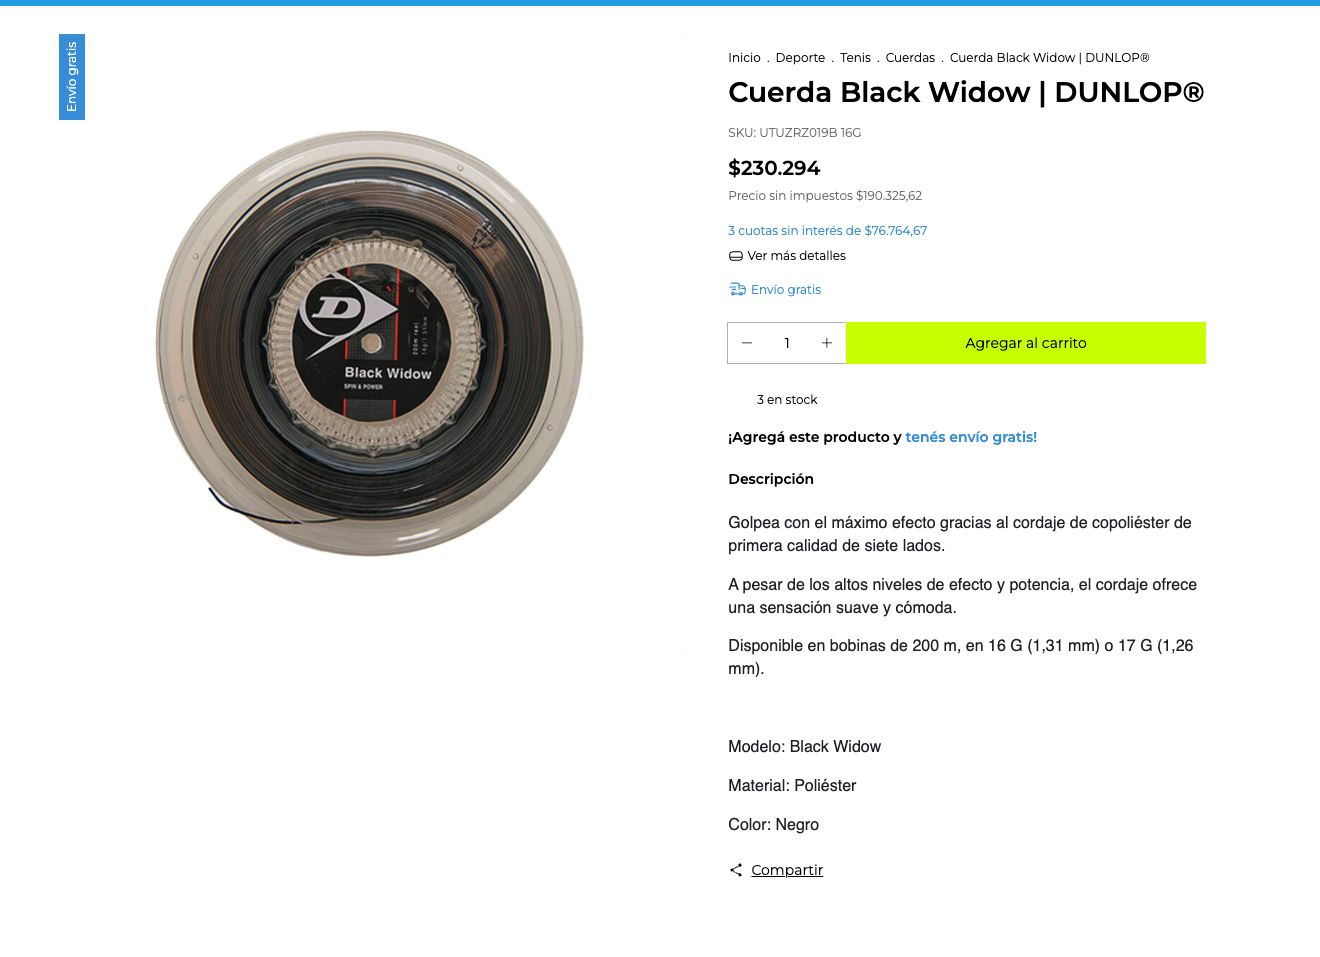 Envío gratis
Inicio . Deporte . Tenis . Cuerdas . Cuerda Black Widow | DUNLOP®
Cuerda Black Widow | DUNLOP®
SKU: UTUZRZ019B 16G
$230.294
Precio sin impuestos $190.325,62
3 cuotas sin interés de $76.764,67
Ver más detalles
Envío gratis
1
Agregar al carrito
3 en stock
¡Agregá este producto y tenés envío gratis!
Descripción
Golpea con el máximo efecto gracias al cordaje de copoliéster de
primera calidad de siete lados.
A pesar de los altos niveles de efecto y potencia, el cordaje ofrece
una sensación suave y cómoda.
Disponible en bobinas de 200 m, en 16 G (1,31 mm) o 17 G (1,26
mm).
Modelo: Black Widow
Material: Poliéster
Color: Negro
Compartir
D
200m reel
16g/1.31mm
Black Widow
SPIN & POWER